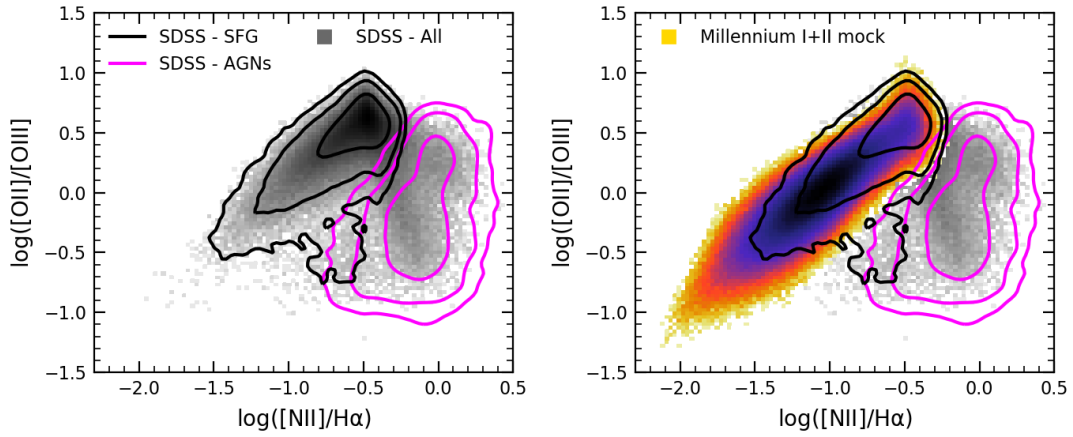 SDSS - SFG
SDSS - AGNs
SDSS - All
1.5
1.0
0.5
0.0
−0.5
−1.0
−1.5
log([OII]/[OIII]
−2.0 −1.5 −1.0 −0.5 0.0 0.5
log([NII]/Hα)
Millennium I+II mock
1.5
1.0
0.5
0.0
−0.5
−1.0
−1.5
log([OII]/[OIII]
−2.0 −1.5 −1.0 −0.5 0.0 0.5
log([NII]/Hα)